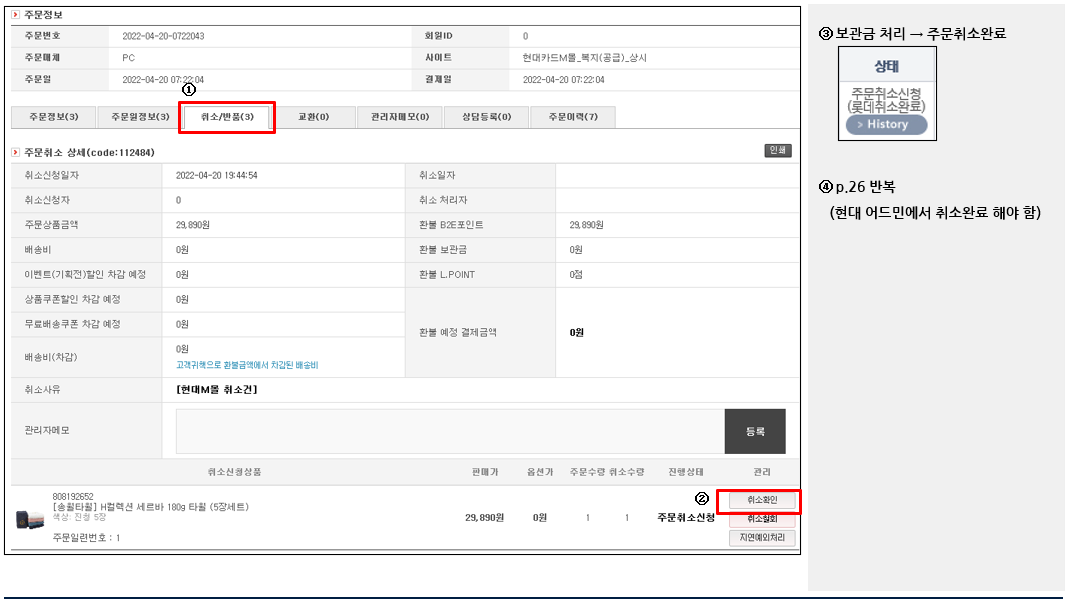 주문정보
주문번호 2022-04-20-0722043 회원ID 0
주문매체 PC 사이트 현대카드M몰_복지(공급)_상시
주문일 2022-04-20 07:22:04 결제일 2022-04-20 07:22:04
①
주문정보(3) 주문월정보(3) 취소/반품(3) 교환(0) 관리자메모(0) 상담등록(0) 주문이력(7)
주문취소 상세(code:112484) 인쇄
취소신청일자 2022-04-20 19:44:54 취소일자
취소신청자 0 취소 처리자
주문상품금액 29,890원 환불 B2E포인트 29,890원
배송비 0원 환불 보관금 0원
이벤트(기획전)할인 차감 예정 0원 환불 L.POINT 0점
상품쿠폰할인 차감 예정 0원
무료배송쿠폰 차감 예정 0원 환불 예정 결제금액 0원
배송비(차감) 0원
고객귀책으로 환불금액에서 차감된 배송비
취소사유 [현대M몰 취소건]
관리자메모 등록
취소신청상품 판매가 옵션가 주문수량 취소수량 진행상태 관리
808192652
[송월타월] H컬렉션 세르바 180g 타월 (5장세트)
색상: 진청 5장
주문일련번호 : 1
29,890원 0원 1 1 주문취소신청
② 취소확인
취소철회
지연예외처리
③ 보관금 처리 → 주문취소완료
상태
주문취소신청
(롯데취소완료)
> History
④ p.26 반복
(현대 어드민에서 취소완료 해야 함)